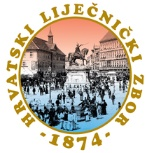 HRVATSKI LIJEČNIČKI ZBOR
- 1874 -